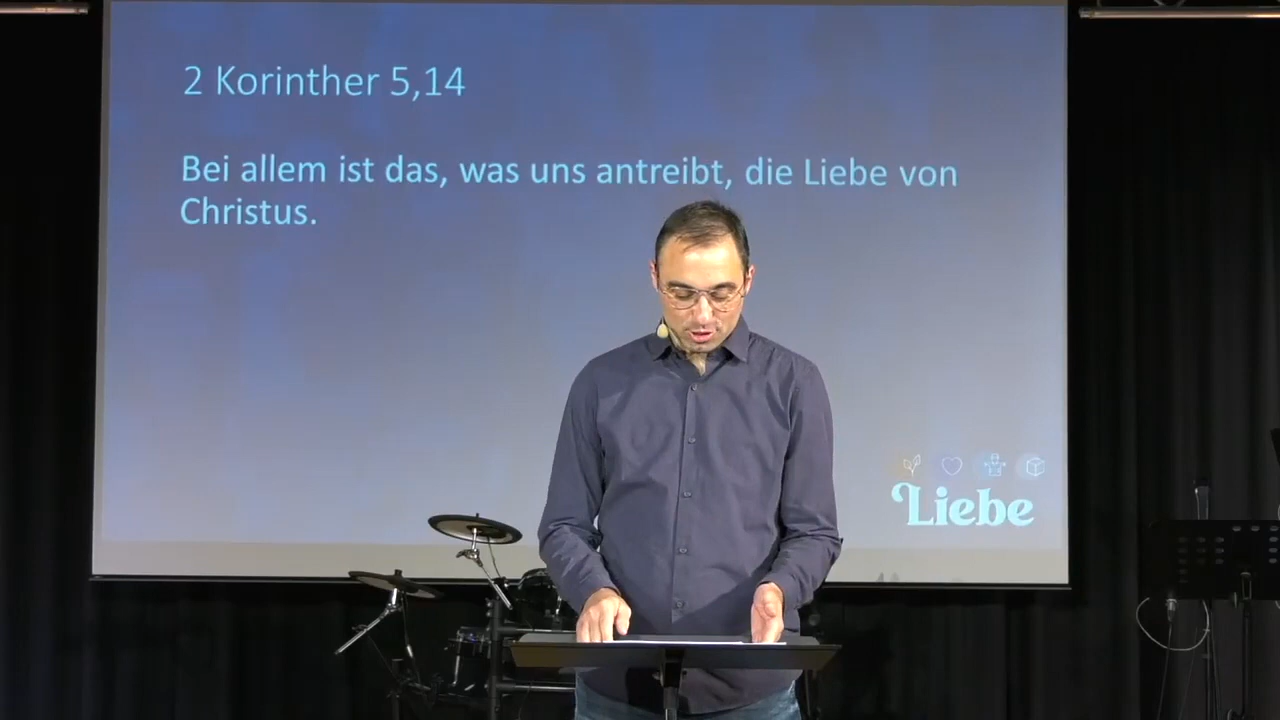 2 Korinther 5,14
Bei allem ist das, was uns antreibt, die Liebe von
Christus.
Liebe